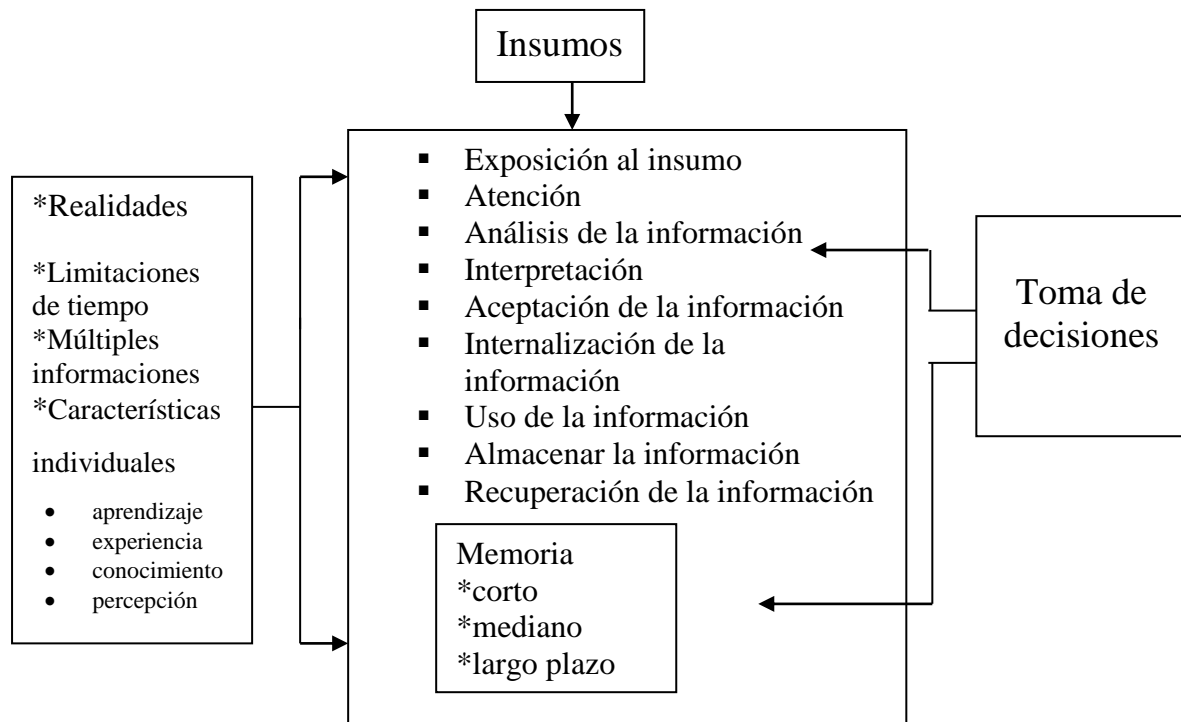 Insumos
*Realidades
*Limitaciones
de tiempo
*Múltiples
informaciones
*Características
individuales
• aprendizaje
• experiencia
• conocimiento
• percepción
▪ Exposición al insumo
▪ Atención
▪ Análisis de la información
▪ Interpretación
▪ Aceptación de la información
▪ Internalización de la
información
▪ Uso de la información
▪ Almacenar la información
▪ Recuperación de la información
Memoria
*corto
*mediano
*largo plazo
Toma de
decisiones